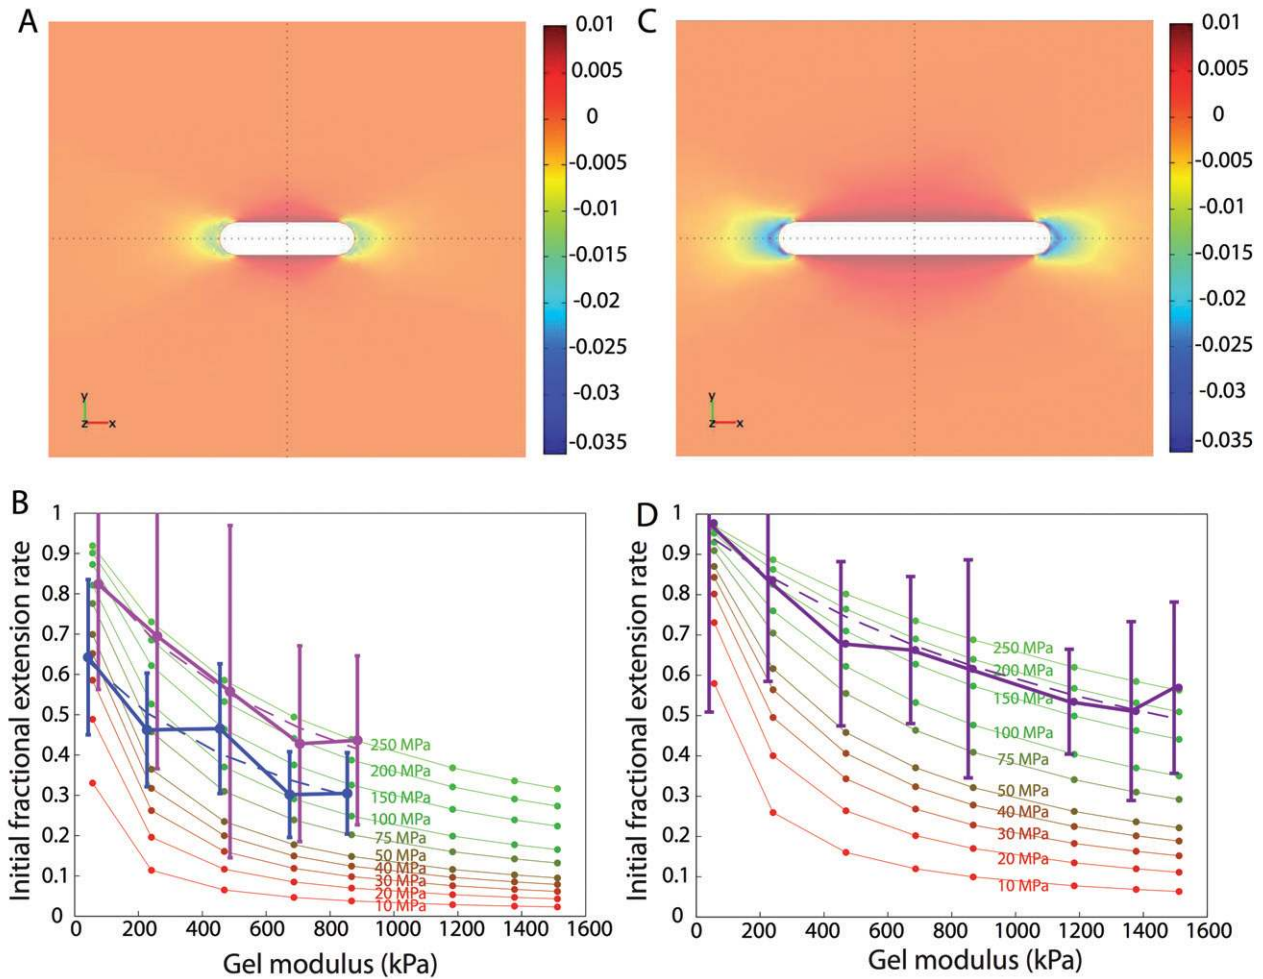 A
0.01
0.005
0
-0.005
-0.01
-0.015
-0.02
-0.025
-0.03
-0.035
y
z x
C
0.01
0.005
0
-0.005
-0.01
-0.015
-0.02
-0.025
-0.03
-0.035
y
z x
B
Initial fractional extension rate
1
0.9
0.8
0.7
0.6
0.5
0.4
0.3
0.2
0.1
0
250 MPa
200 MPa
150 MPa
100 MPa
75 MPa
50 MPa
40 MPa
30 MPa
20 MPa
10 MPa
0 200 400 600 800 1000 1200 1400 1600
Gel modulus (kPa)
D
Initial fractional extension rate
1
0.9
0.8
0.7
0.6
0.5
0.4
0.3
0.2
0.1
0
250 MPa
200 MPa
150 MPa
100 MPa
75 MPa
50 MPa
40 MPa
30 MPa
20 MPa
10 MPa
0 200 400 600 800 1000 1200 1400 1600
Gel modulus (kPa)